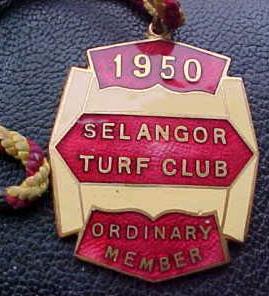 1950
SELANGOR
TURF CLUB
ORDINARY
MEMBER